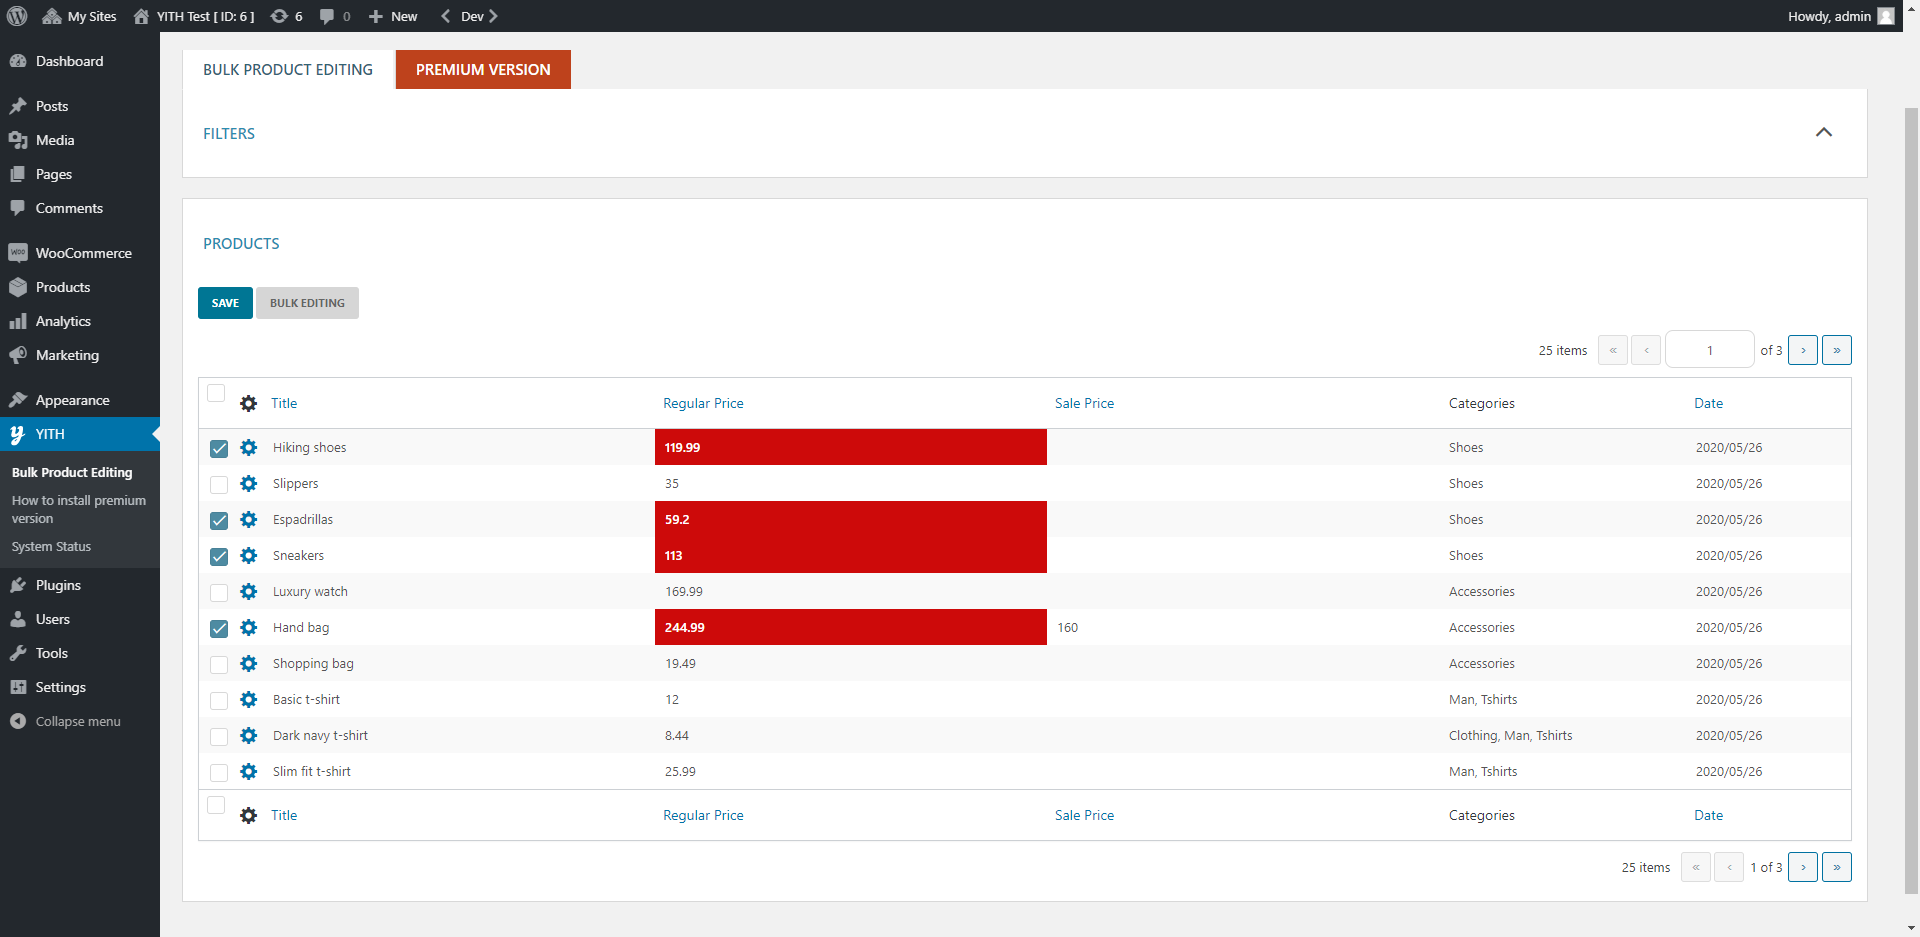 My Sites YITH Test [ ID: 6 ] 6 0 New Dev Howdy, admin
Dashboard
Posts
Media
Pages
Comments
WooCommerce
Products
Analytics
Marketing
Appearance
YITH
Bulk Product Editing
How to install premium
version
System Status
Plugins
Users
Tools
Settings
Collapse menu
BULK PRODUCT EDITING PREMIUM VERSION
FILTERS
PRODUCTS
SAVE BULK EDITING
25 items « ‹ 1 of 3 › »
Title Regular Price Sale Price Categories Date
Hiking shoes 119.99 Shoes 2020/05/26
Slippers 35 Shoes 2020/05/26
Espadrillas 59.2 Shoes 2020/05/26
Sneakers 113 Shoes 2020/05/26
Luxury watch 169.99 Accessories 2020/05/26
Hand bag 244.99 160 Accessories 2020/05/26
Shopping bag 19.49 Accessories 2020/05/26
Basic t-shirt 12 Man, Tshirts 2020/05/26
Dark navy t-shirt 8.44 Clothing, Man, Tshirts 2020/05/26
Slim fit t-shirt 25.99 Man, Tshirts 2020/05/26
Title Regular Price Sale Price Categories Date
25 items « ‹ 1 of 3 › »